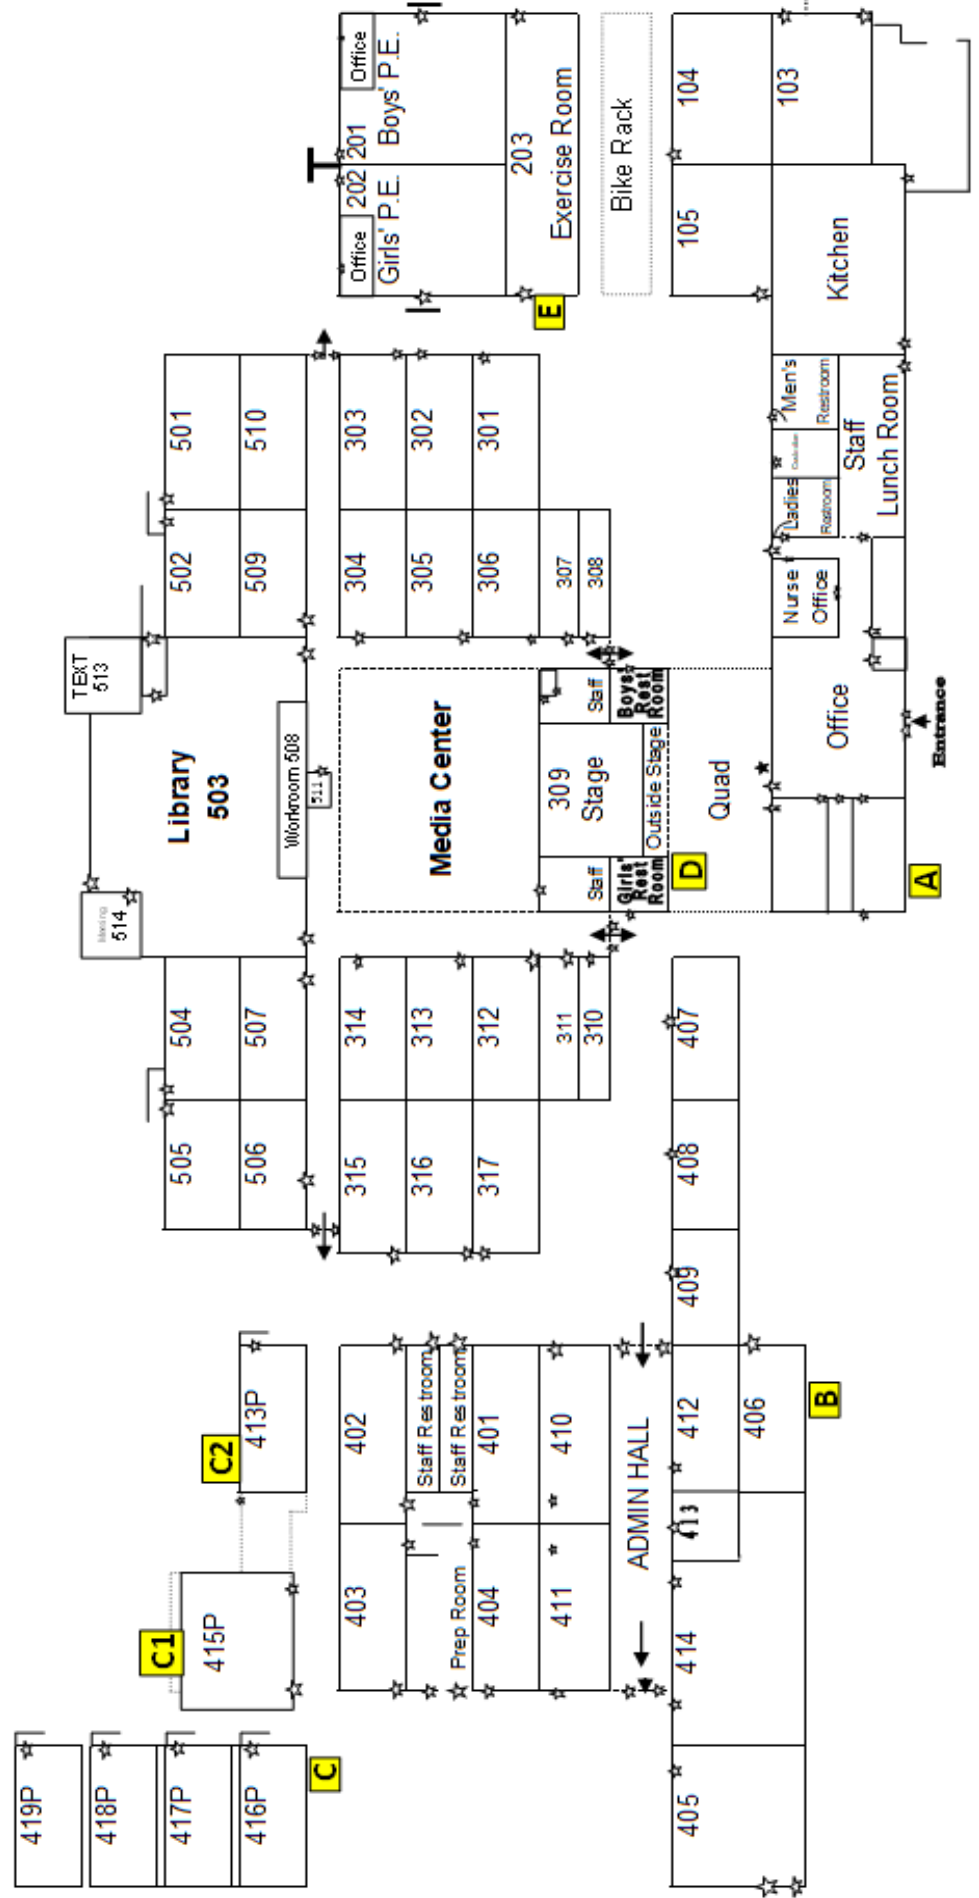 419P
TEXT
513
418P
514
C1
417P
505
504
Library
503
502
501
415P
C2
416P
413P
506
507
Workroom 508
511
509
510
C
403
402
315
314
Media Center
304
303
Office
202
Girls' P.E.
Office
201
Boys' P.E.
Staff Restroom
316
313
305
302
Prep Room
Staff Restroom
404
401
317
312
306
301
203
Exercise Room
E
411
410
311
310
309
Stage
Staff
Staff
307
308
Girls'
Rest
Room
Outside Stage
Boys'
Rest
Room
Bike Rack
ADMIN HALL
D
405
414
413
412
409
408
407
Quad
105
104
406
B
Nurse
Office
Ladies
Restroom
Men's
Restroom
103
Office
Staff
Lunch Room
Kitchen
A
Entrance